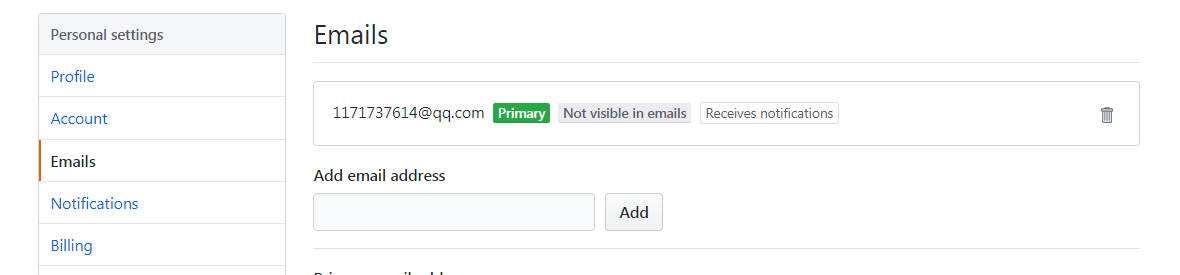 Personal settings
Profile
Account
Emails
Notifications
Billing
Emails
1171737614@qq.com Primary Not visible in emails Receives notifications
Add email address
Add